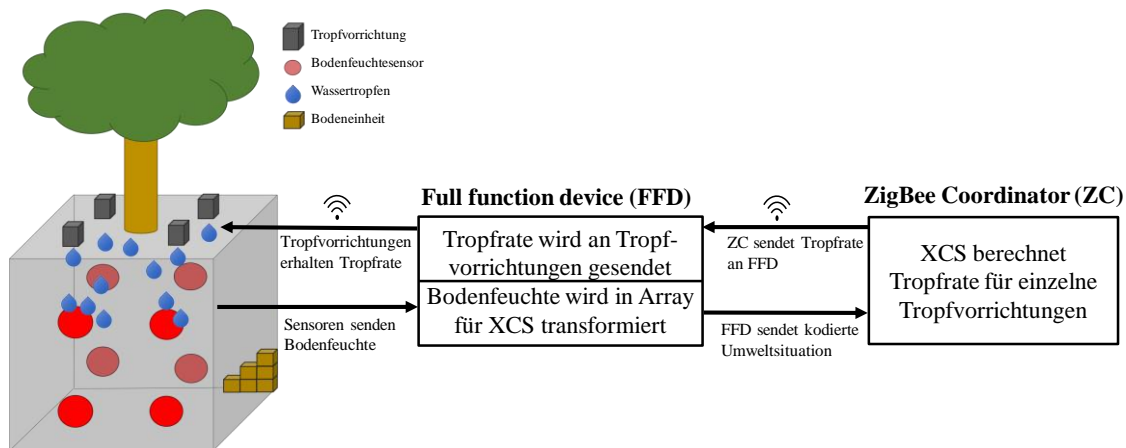 Tropfvorrichtung
Bodenfeuchtesensor
Wassertropfen
Bodeneinheit
Full function device (FFD)
ZigBee Coordinator (ZC)
Tropfvorrichtungen
erhalten Tropfrate
Tropfrate wird an Tropf-
vorrichtungen gesendet
Bodenfeuchte wird in Array
für XCS transformiert
Sensoren senden
Bodenfeuchte
ZC sendet Tropfrate
an FFD
FFD sendet kodierte
Umweltsituation
XCS berechnet
Tropfrate für einzelne
Tropfvorrichtungen